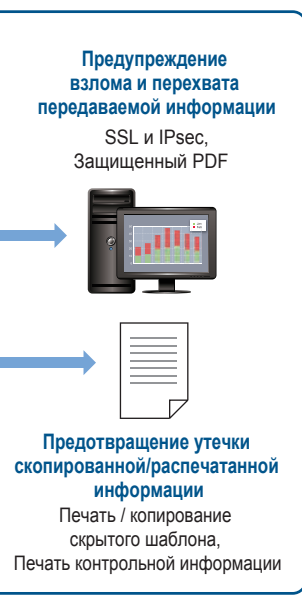 Предупреждение
взлома и перехвата
передаваемой информации
SSL и IPsec,
Защищенный PDF
Предотвращение утечки
скопированной/распечатанной
информации
Печать / копирование
скрытого шаблона,
Печать контрольной информации